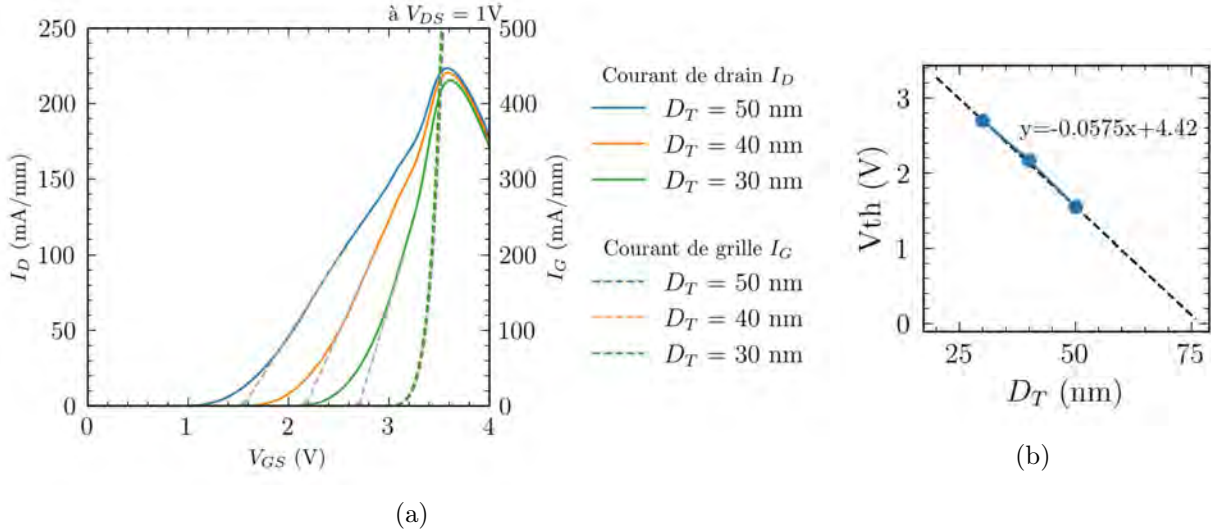 à V_DS = 1V
250
200
150
100
50
0
I_D (mA/mm)
500
400
300
200
100
0
I_G (mA/mm)
0
1
2
3
4
V_GS (V)
(a)
Courant de drain I_D
D_T = 50 nm
D_T = 40 nm
D_T = 30 nm
Courant de grille I_G
D_T = 50 nm
D_T = 40 nm
D_T = 30 nm
3
2
1
0
Vth (V)
y=-0.0575x+4.42
25
50
75
D_T (nm)
(b)